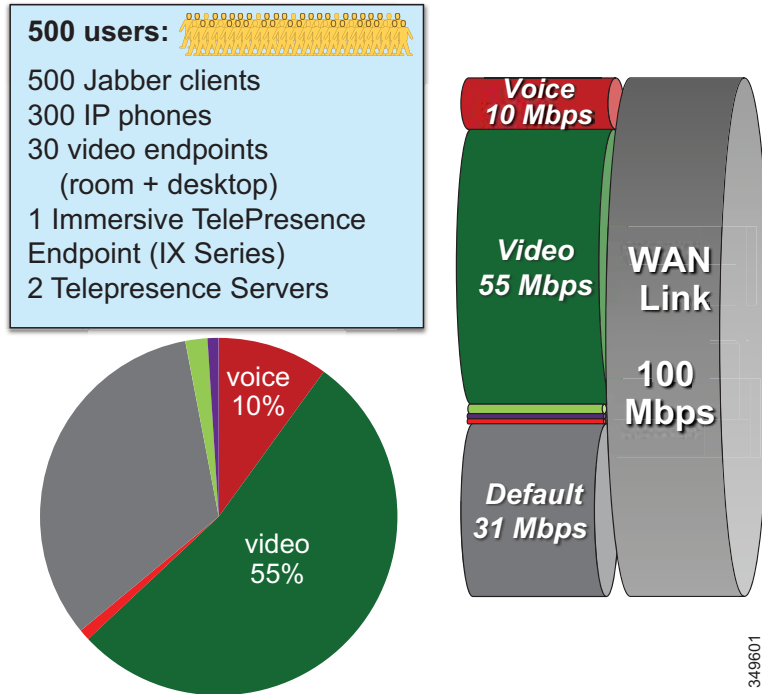 500 users:
500 Jabber clients
300 IP phones
30 video endpoints
(room + desktop)
1 Immersive TelePresence
Endpoint (IX Series)
2 Telepresence Servers
voice
10%
video
55%
Voice
10 Mbps
Video
55 Mbps
Default
31 Mbps
WAN
Link
100
Mbps
349601